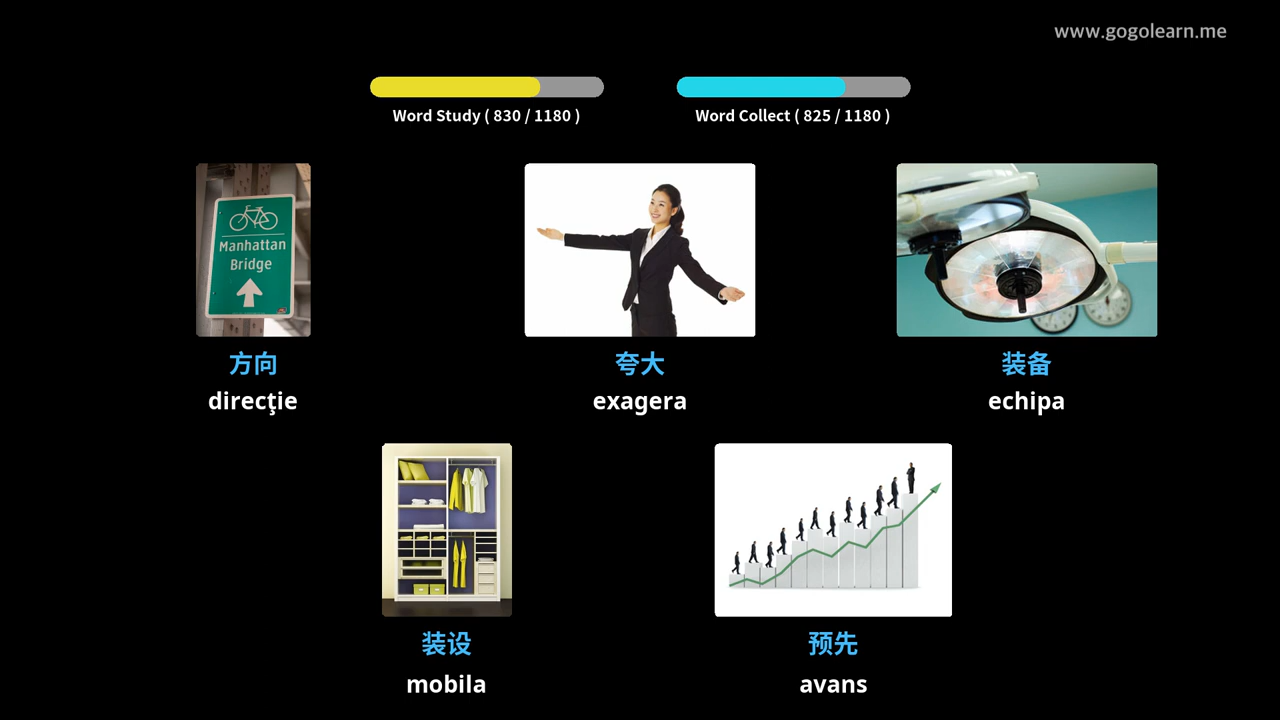 www.gogolearn.me
Word Study ( 830 / 1180 )
Word Collect ( 825 / 1180 )
Manhattan
Bridge
方向
direcţie
夸大
exagera
装备
echipa
装设
mobila
预先
avans